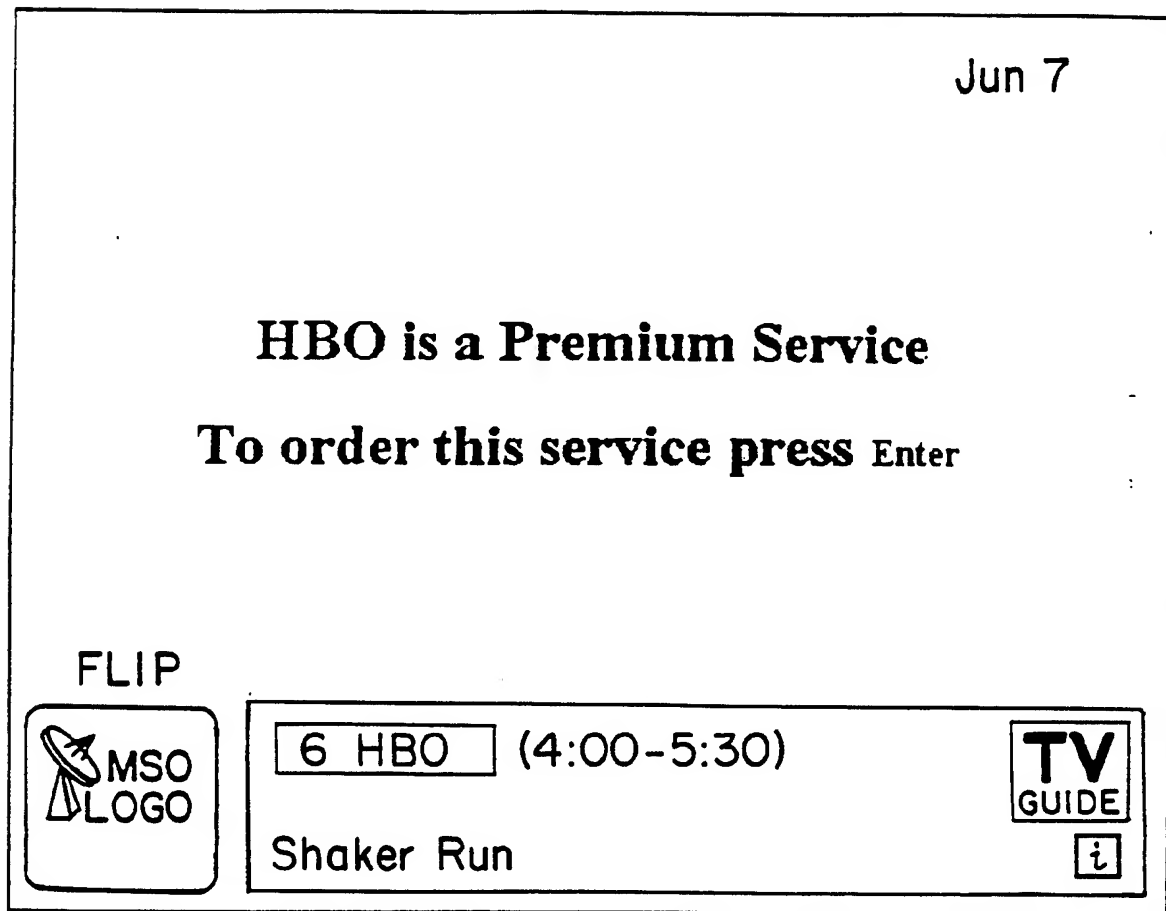 Jun 7
HBO is a Premium Service
To order this service press Enter
FLIP
MSO
LOGO
6 HBO (4:00-5:30)
TV
GUIDE
Shaker Run
i